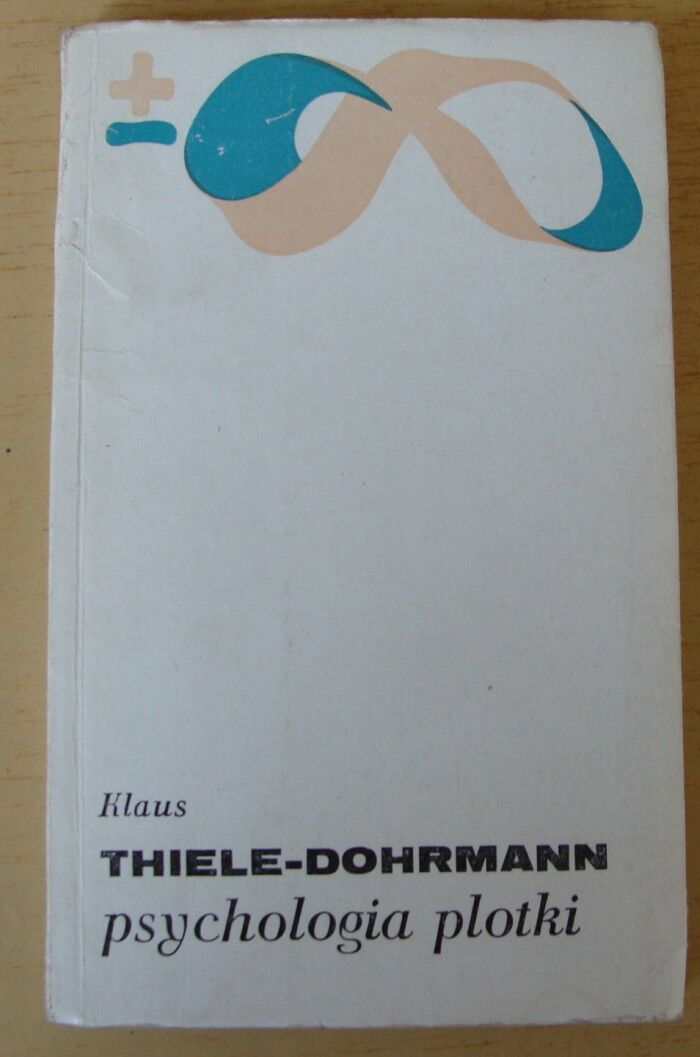 ±
Klaus
THIELE-DOHRMANN
psychologia plotki